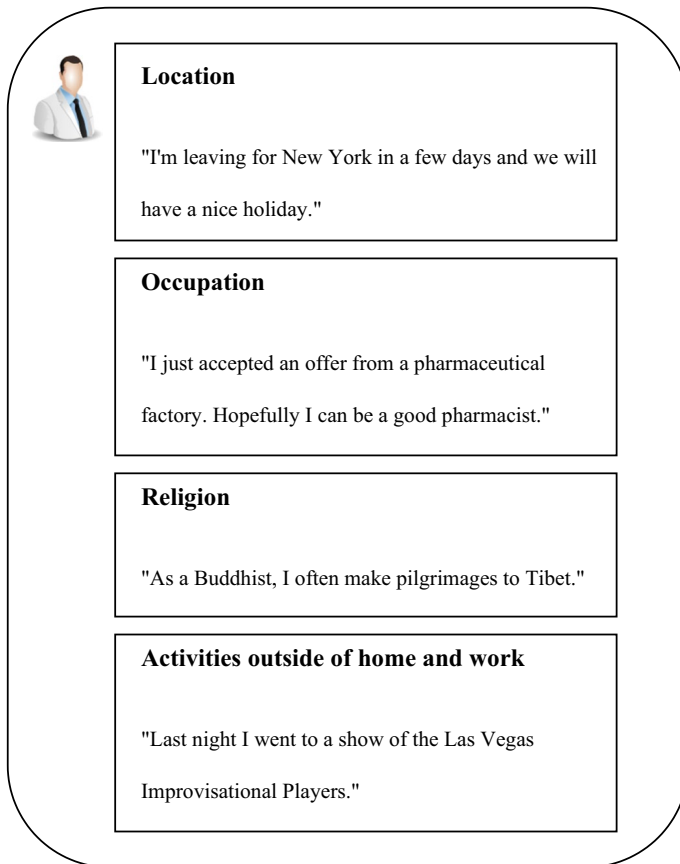 Location
"I'm leaving for New York in a few days and we will
have a nice holiday."
Occupation
"I just accepted an offer from a pharmaceutical
factory. Hopefully I can be a good pharmacist."
Religion
"As a Buddhist, I often make pilgrimages to Tibet."
Activities outside of home and work
"Last night I went to a show of the Las Vegas
Improvisational Players."